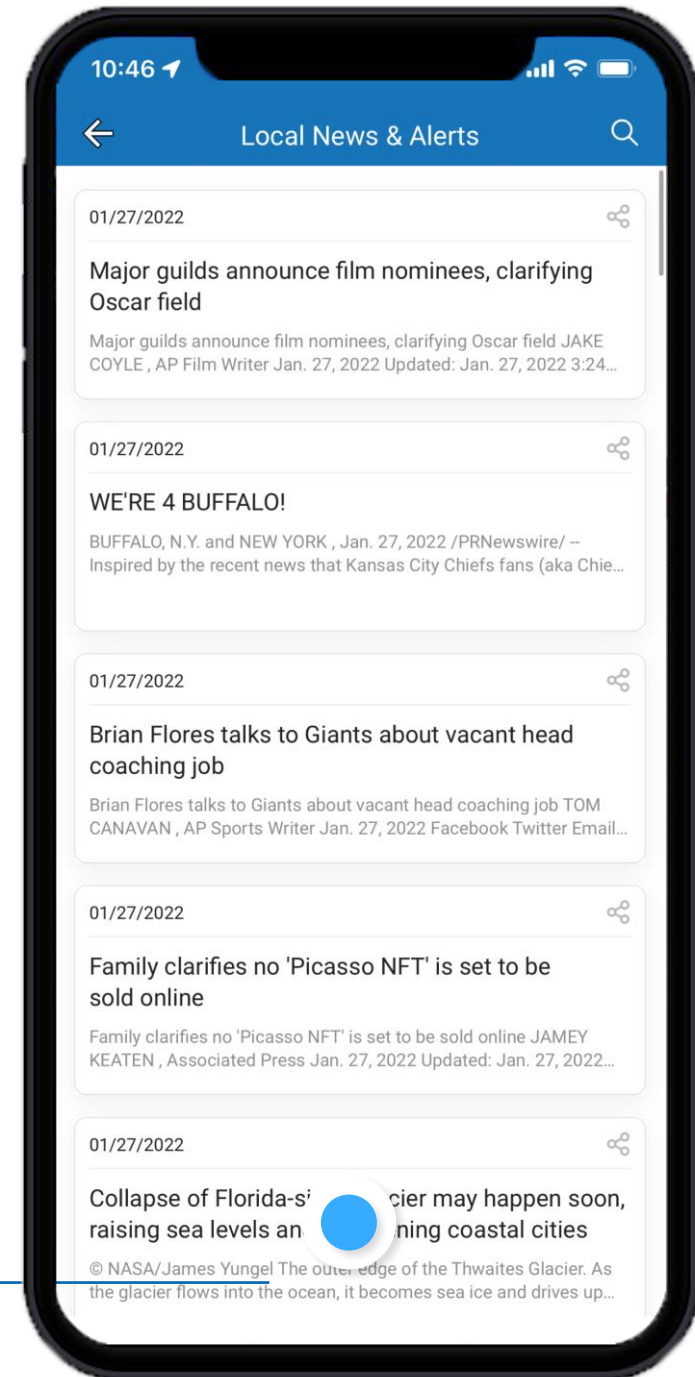 10:46
Local News & Alerts
01/27/2022
Major guilds announce film nominees, clarifying
Oscar field
Major guilds announce film nominees, clarifying Oscar field JAKE
COYLE , AP Film Writer Jan. 27, 2022 Updated: Jan. 27, 2022 3:24...
01/27/2022
WE'RE 4 BUFFALO!
BUFFALO, N.Y. and NEW YORK , Jan. 27, 2022 /PRNewswire/ --
Inspired by the recent news that Kansas City Chiefs fans (aka Chie...
01/27/2022
Brian Flores talks to Giants about vacant head
coaching job
Brian Flores talks to Giants about vacant head coaching job TOM
CANAVAN , AP Sports Writer Jan. 27, 2022 Facebook Twitter Email...
01/27/2022
Family clarifies no 'Picasso NFT' is set to be
sold online
Family clarifies no 'Picasso NFT' is set to be sold online JAMEY
KEATEN , Associated Press Jan. 27, 2022 Updated: Jan. 27, 2022...
01/27/2022
Collapse of may happen soon,
raising sea levels coastal cities
© NASA/James Yungel The outer edge of the Thwaites Glacier. As
the glacier flows into the ocean, it becomes sea ice and drives up...